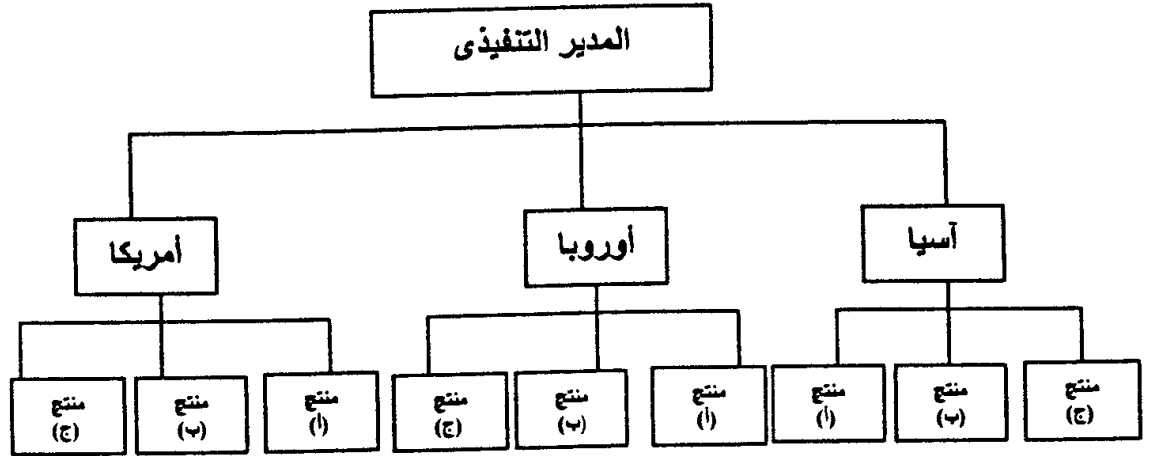 المدير التنفيذى
آسيا
أوروبا
أمريكا
منتج
(ج)
منتج
(ب)
منتج
(أ)
منتج
(أ)
منتج
(ب)
منتج
(ج)
منتج
(أ)
منتج
(ب)
منتج
(ج)